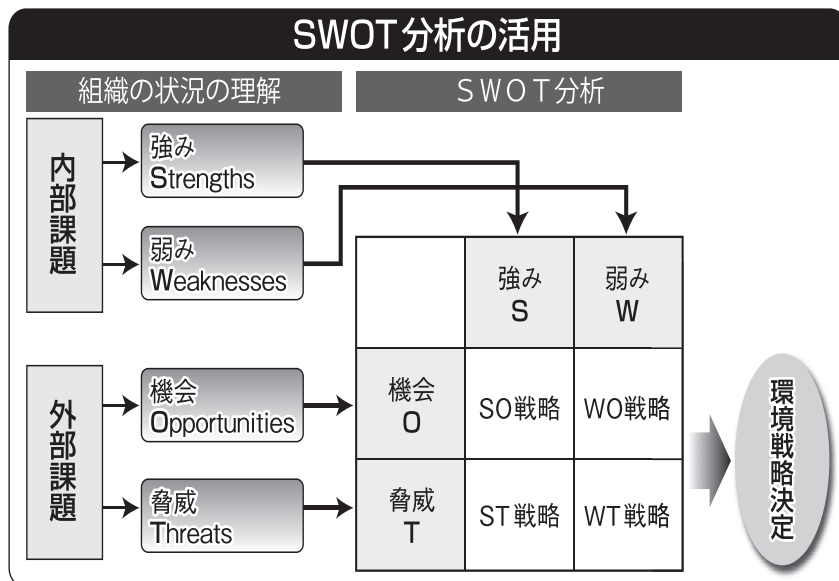 SWOT分析の活用
組織の状況の理解
SWOT分析
内部課題
強み
Strengths
弱み
Weaknesses
外部課題
機会
Opportunities
脅威
Threats
強み
S
弱み
W
機会
O
SO戦略
WO戦略
脅威
T
ST戦略
WT戦略
環境戦略決定